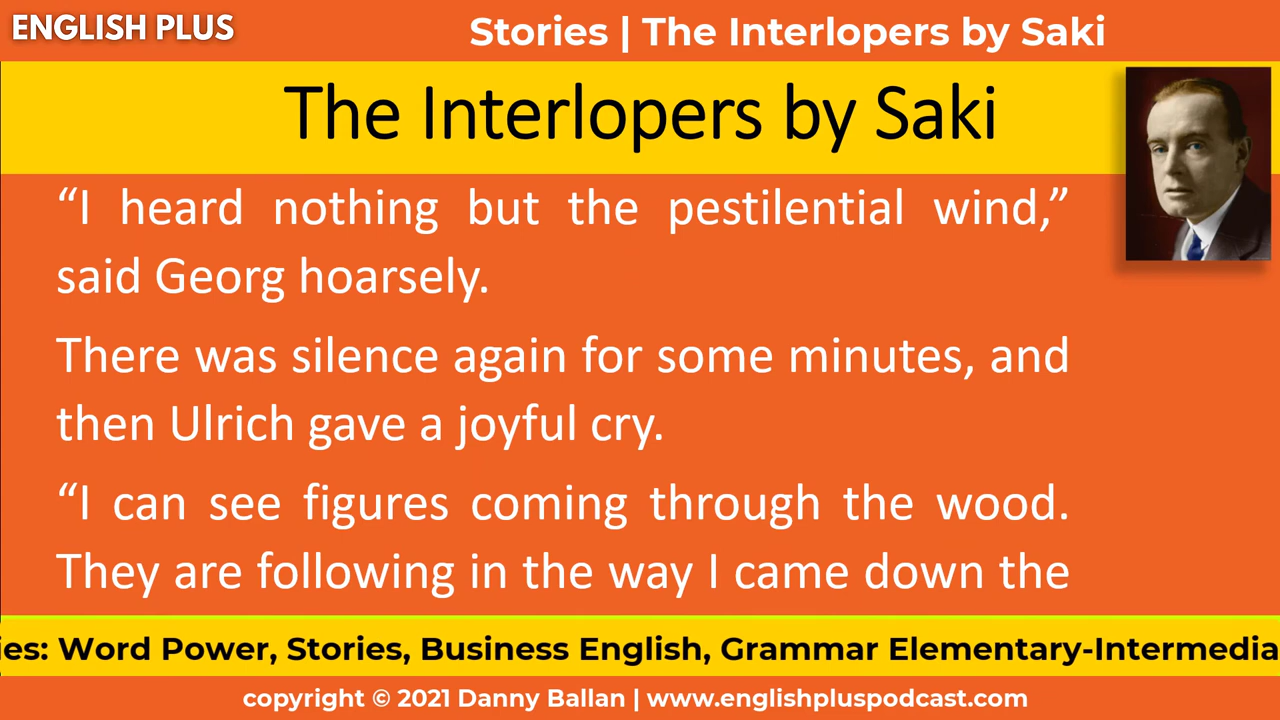 ENGLISH PLUS
Stories | The Interlopers by Saki
The Interlopers by Saki
“I heard nothing but the pestilential wind,”
said Georg hoarsely.
There was silence again for some minutes, and
then Ulrich gave a joyful cry.
“I can see figures coming through the wood.
They are following in the way I came down the
ies: Word Power, Stories, Business English, Grammar Elementary-Intermedia
copyright © 2021 Danny Ballan | www.englishpluspodcast.com